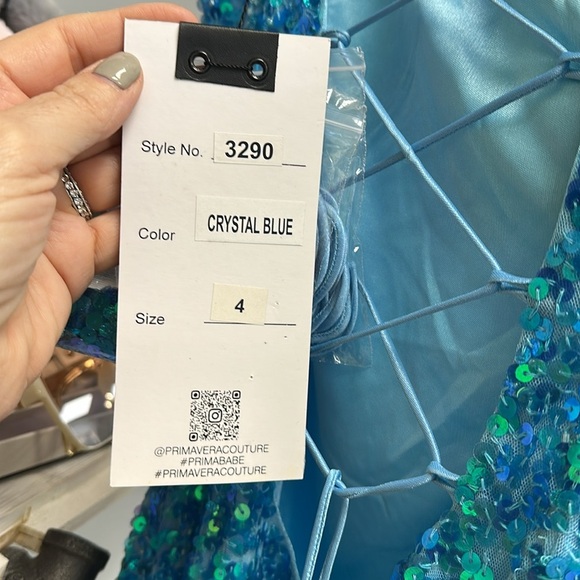 Style No. 3290
Color CRYSTAL BLUE
Size 4
@PRIMAVERACOUTURE
#PRIMABABE
#PRIMAVERACOUTURE